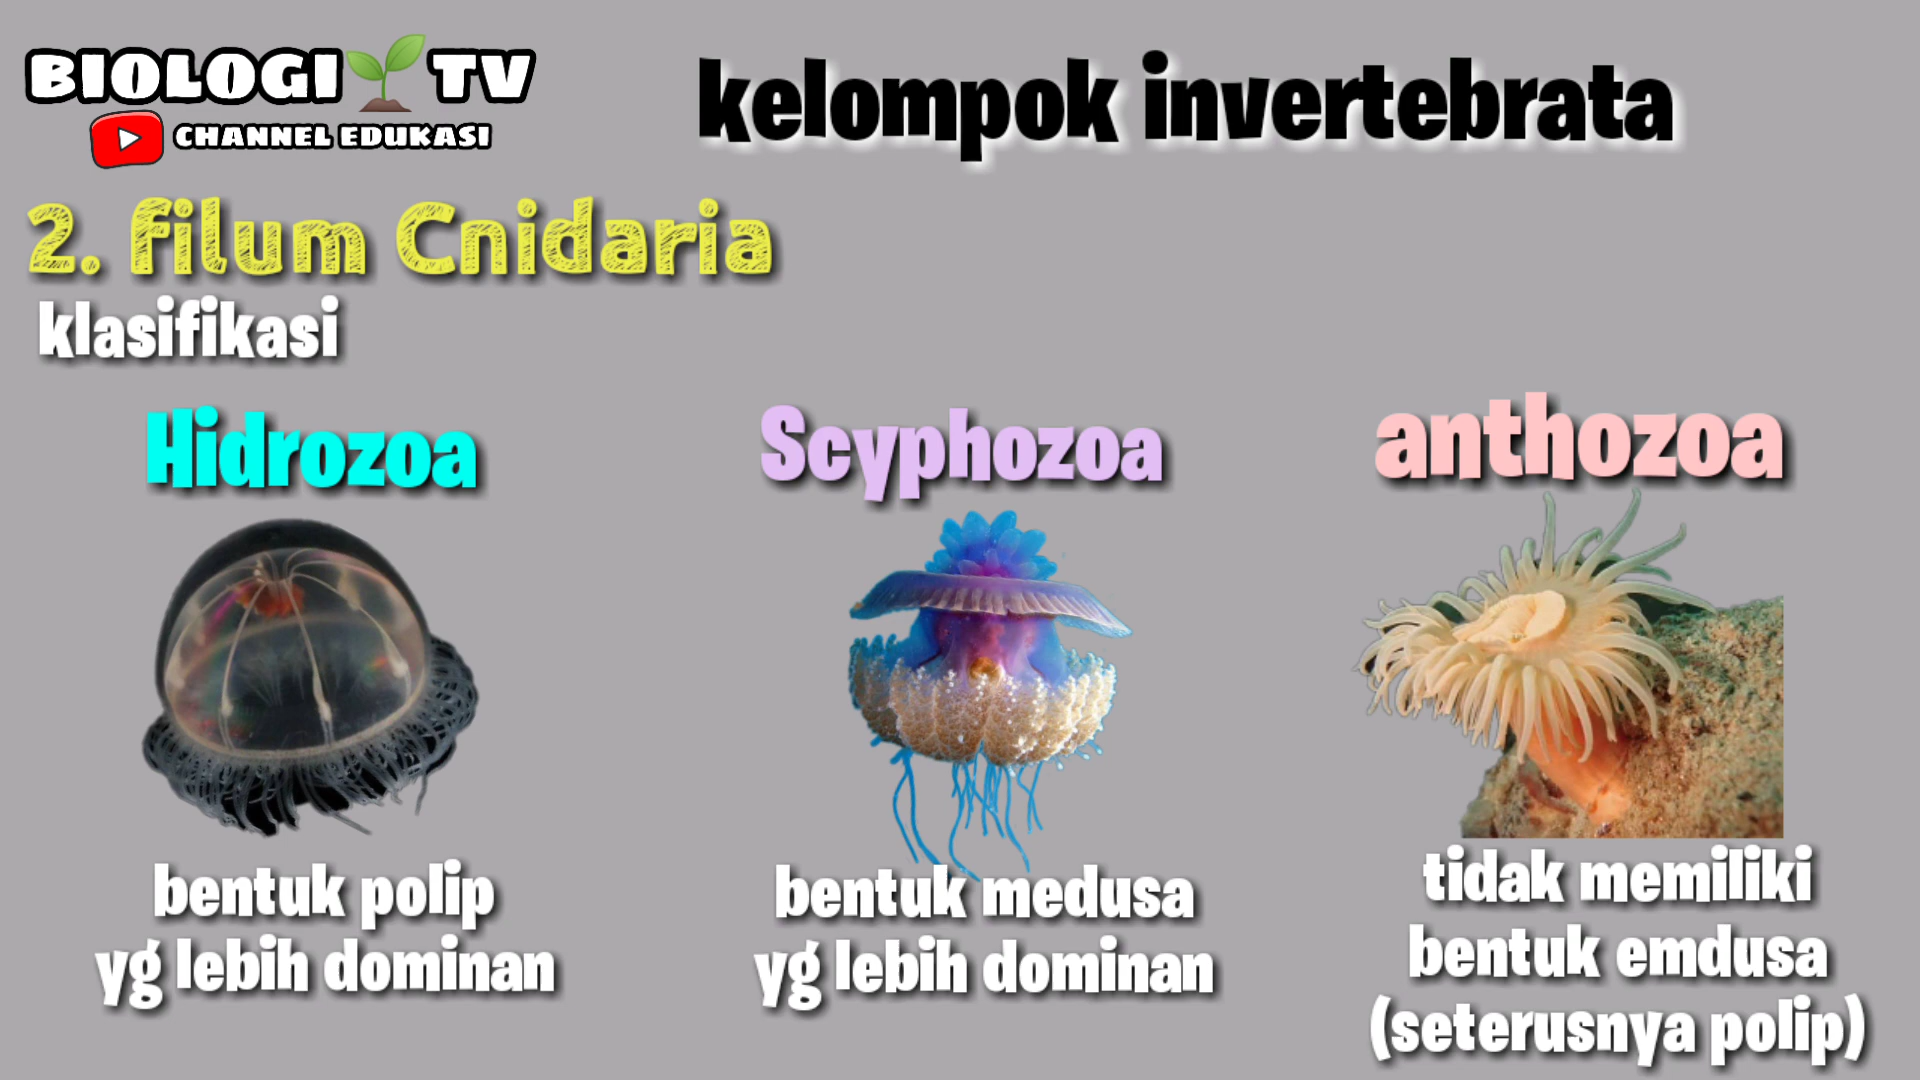 BIOLOGI TV
CHANNEL EDUKASI
kelompok invertebrata
2. filum Cnidaria
klasifikasi
Hidrozoa
bentuk polip
yg lebih dominan
Scyphozoa
bentuk medusa
yg lebih dominan
anthozoa
tidak memiliki
bentuk emdusa
(seterusnya polip)